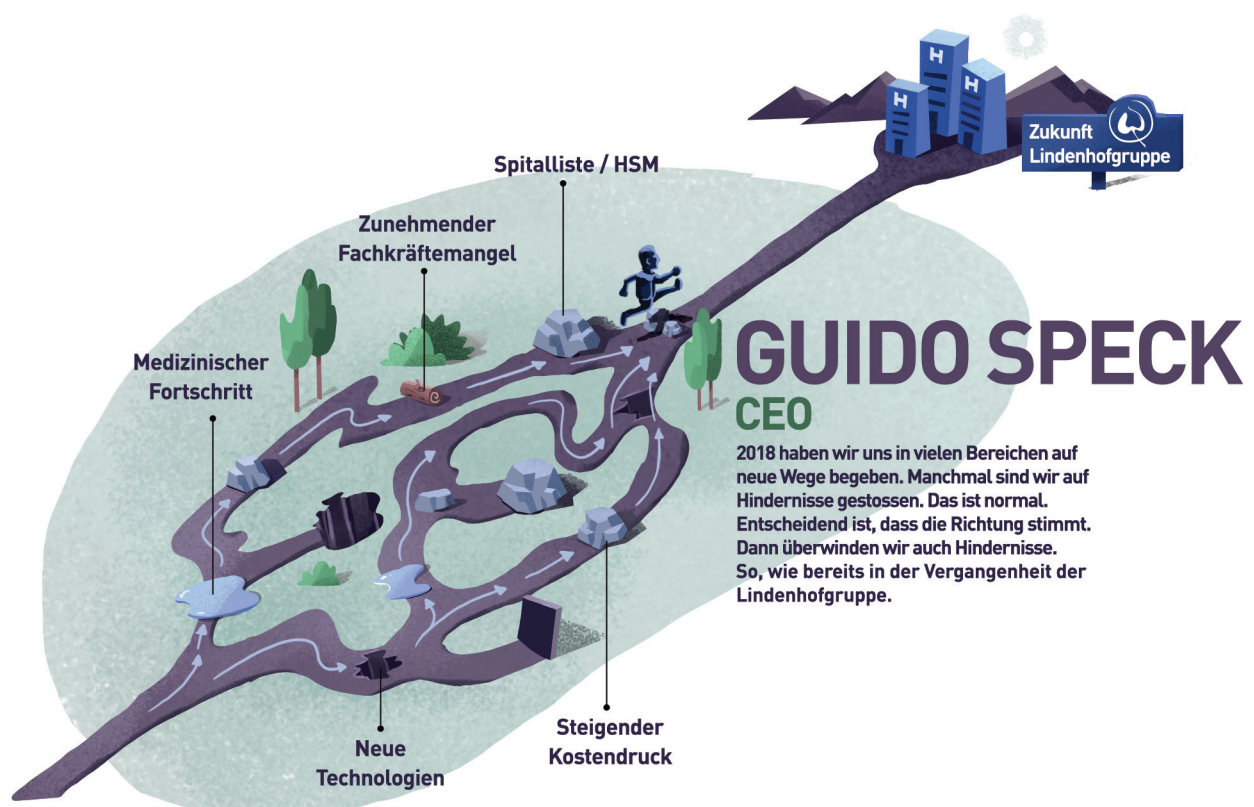 Zukunft
Lindenhofgruppe
H
H
H
Spitalliste / HSM
Zunehmender
Fachkräftemangel
Medizinischer
Fortschritt
GUIDO SPECK
CEO
2018 haben wir uns in vielen Bereichen auf
neue Wege begeben. Manchmal sind wir auf
Hindernisse gestossen. Das ist normal.
Entscheidend ist, dass die Richtung stimmt.
Dann überwinden wir auch Hindernisse.
So, wie bereits in der Vergangenheit der
Lindenhofgruppe.
Steigender
Kostendruck
Neue
Technologien